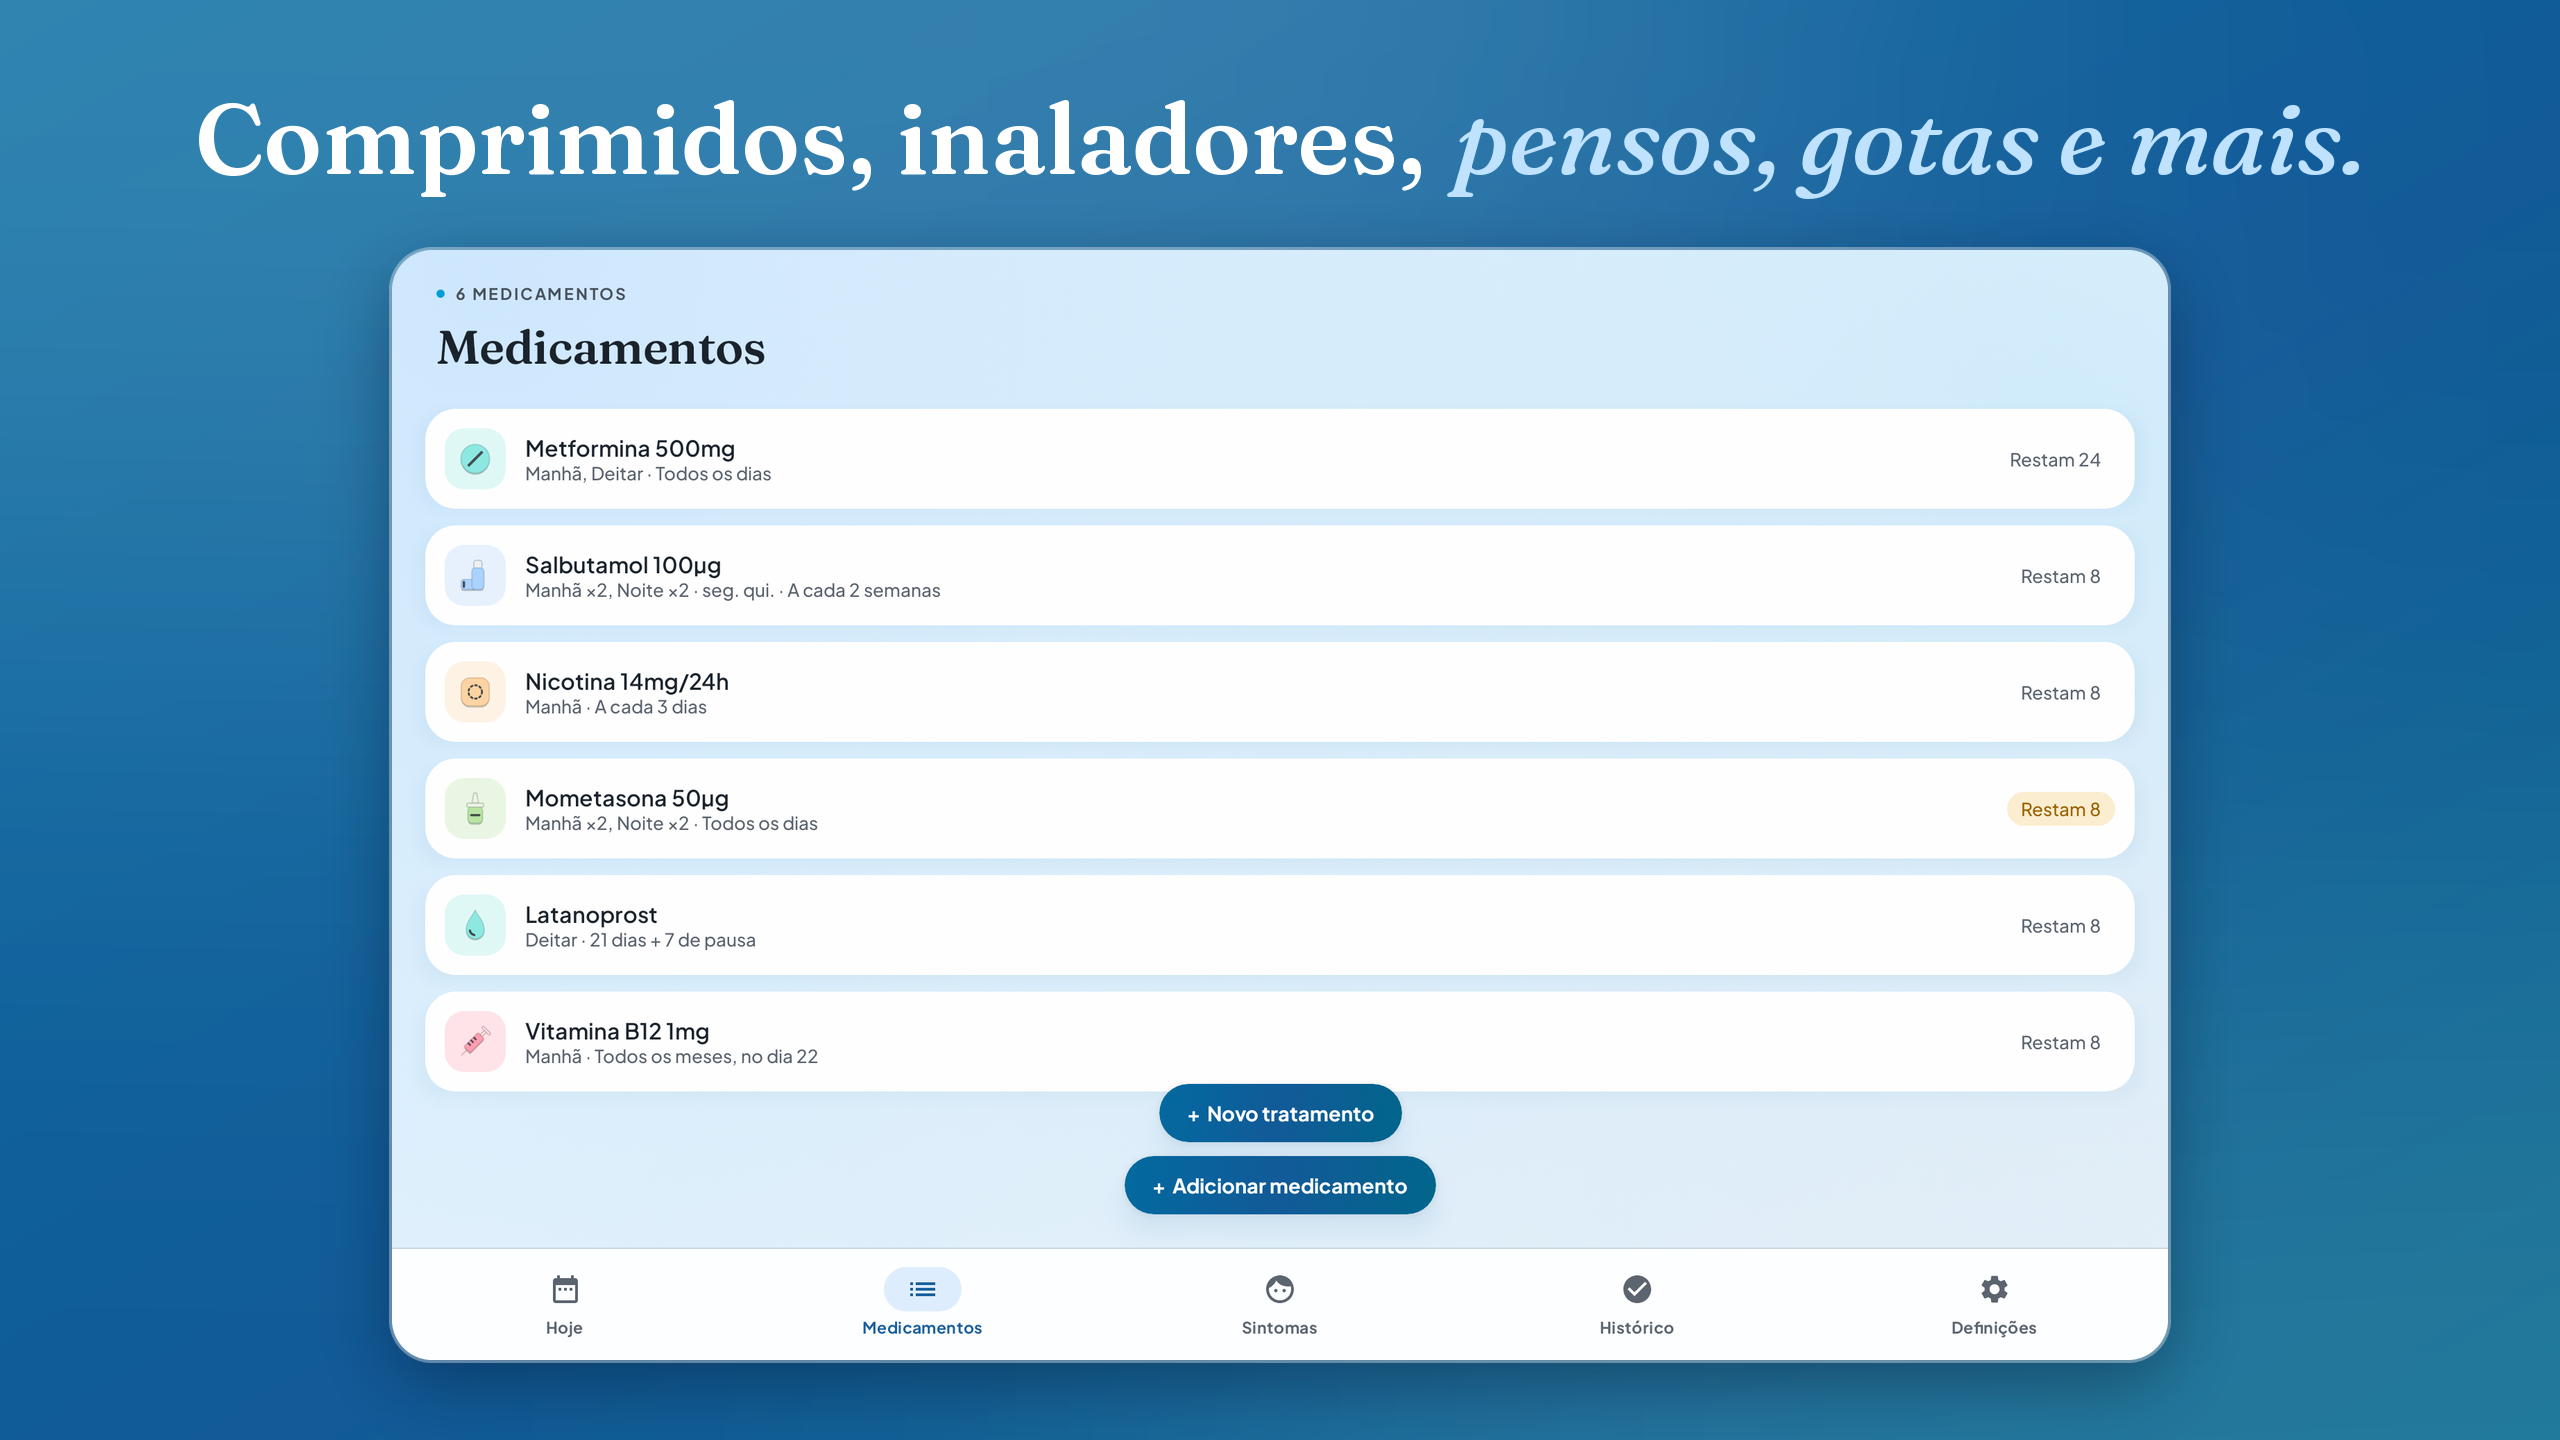 Comprimidos, inaladores, pensos, gotas e mais.
6 MEDICAMENTOS
Medicamentos
Metformina 500mg
Manhã, Deitar · Todos os dias
Restam 24
Salbutamol 100µg
Manhã ×2, Noite ×2 · seg. qui. · A cada 2 semanas
Restam 8
Nicotina 14mg/24h
Manhã · A cada 3 dias
Restam 8
Mometasona 50µg
Manhã ×2, Noite ×2 · Todos os dias
Restam 8
Latanoprost
Deitar · 21 dias + 7 de pausa
Restam 8
Vitamina B12 1mg
Manhã · Todos os meses, no dia 22
Restam 8
+ Novo tratamento
+ Adicionar medicamento
Hoje
Medicamentos
Sintomas
Histórico
Definições